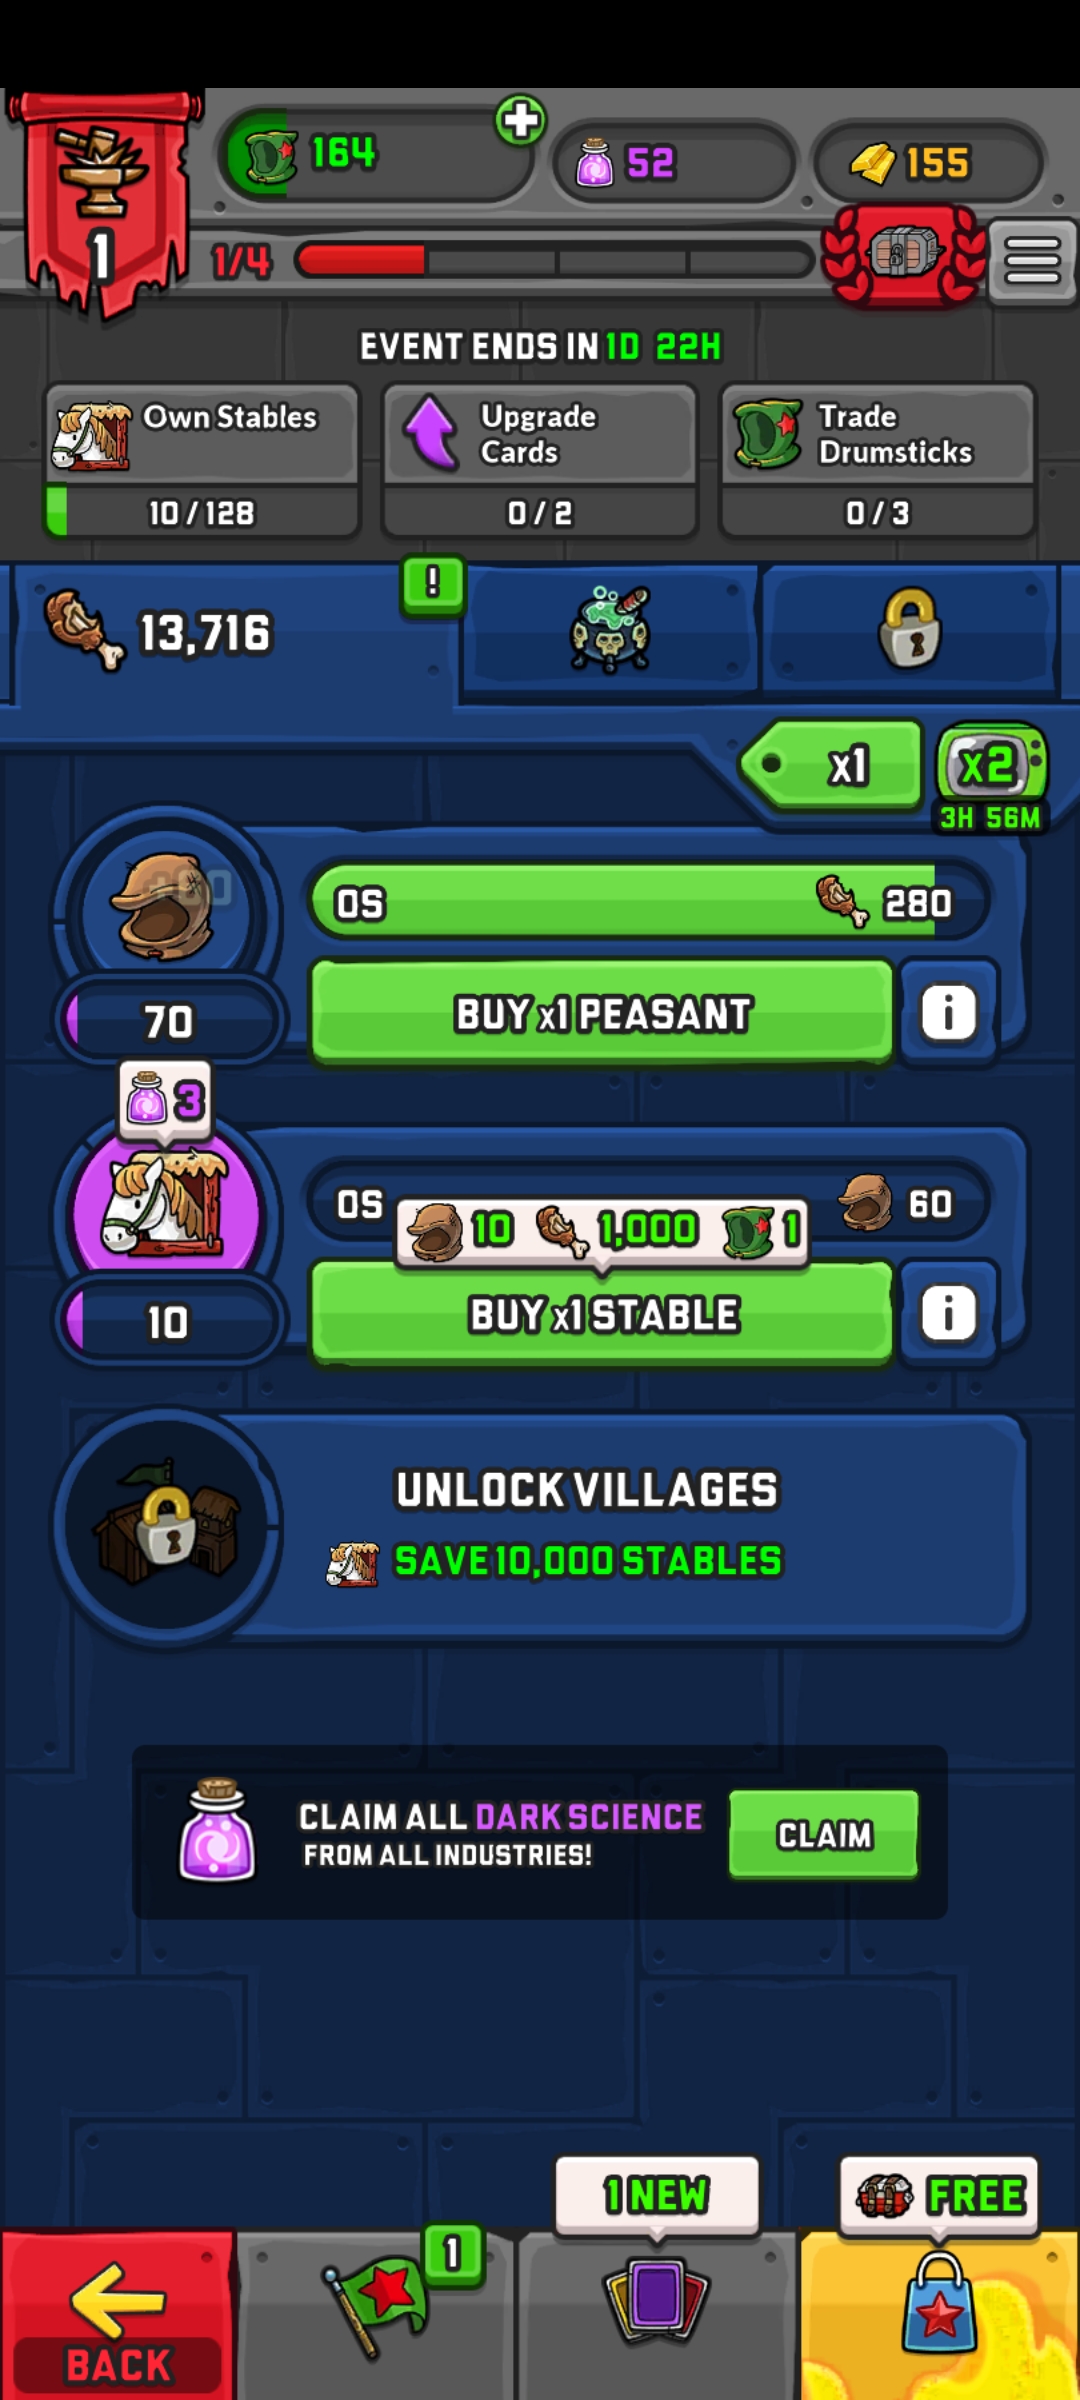 164
52
155
1
1/4
EVENT ENDS IN 1D 22H
Own Stables
10 / 128
Upgrade
Cards
0 / 2
Trade
Drumsticks
0 / 3
13,716
!
x1
x2
3H 56M
0S
280
70
BUY x1 PEASANT
i
3
0S
60
10 1,000 1
10
BUY x1 STABLE
i
UNLOCK VILLAGES
SAVE 10,000 STABLES
CLAIM ALL DARK SCIENCE
FROM ALL INDUSTRIES!
CLAIM
1 NEW
FREE
1
BACK